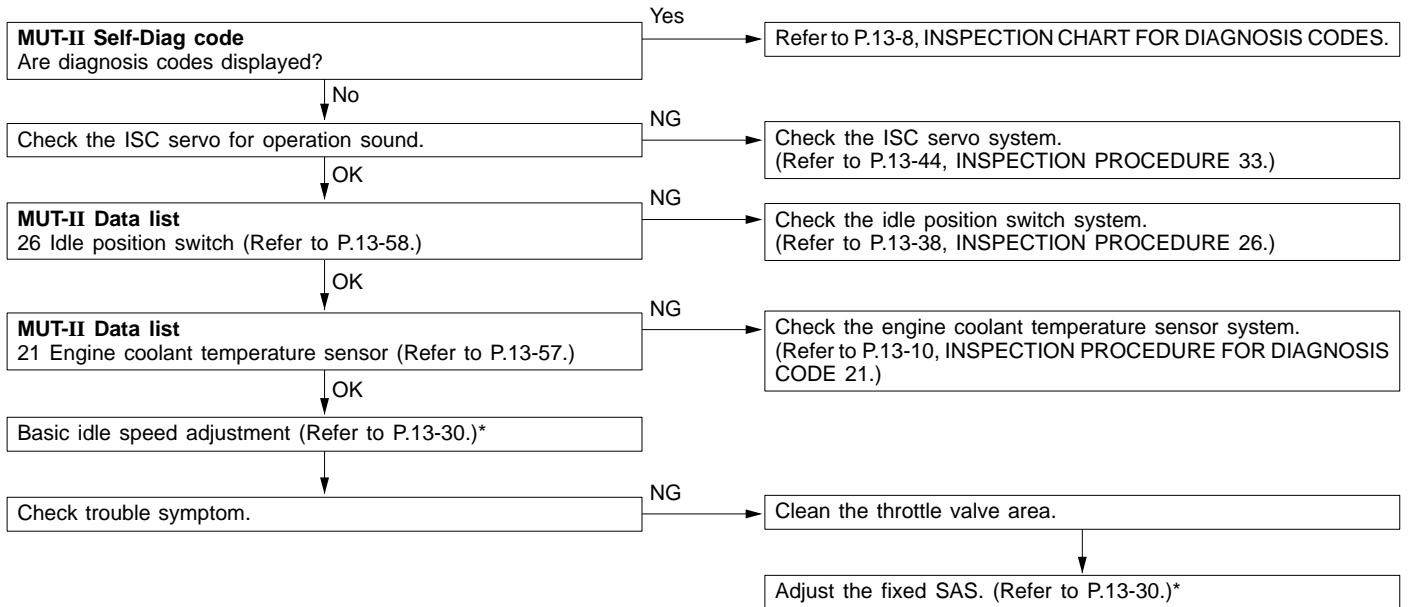 MUT-II Self-Diag code
Are diagnosis codes displayed?
Yes
Refer to P.13-8, INSPECTION CHART FOR DIAGNOSIS CODES.
No
Check the ISC servo for operation sound.
NG
Check the ISC servo system.
(Refer to P.13-44, INSPECTION PROCEDURE 33.)
OK
MUT-II Data list
26 Idle position switch (Refer to P.13-58.)
NG
Check the idle position switch system.
(Refer to P.13-38, INSPECTION PROCEDURE 26.)
OK
MUT-II Data list
21 Engine coolant temperature sensor (Refer to P.13-57.)
NG
Check the engine coolant temperature sensor system.
(Refer to P.13-10, INSPECTION PROCEDURE FOR DIAGNOSIS
CODE 21.)
OK
Basic idle speed adjustment (Refer to P.13-30.)*
Check trouble symptom.
NG
Clean the throttle valve area.
Adjust the fixed SAS. (Refer to P.13-30.)*